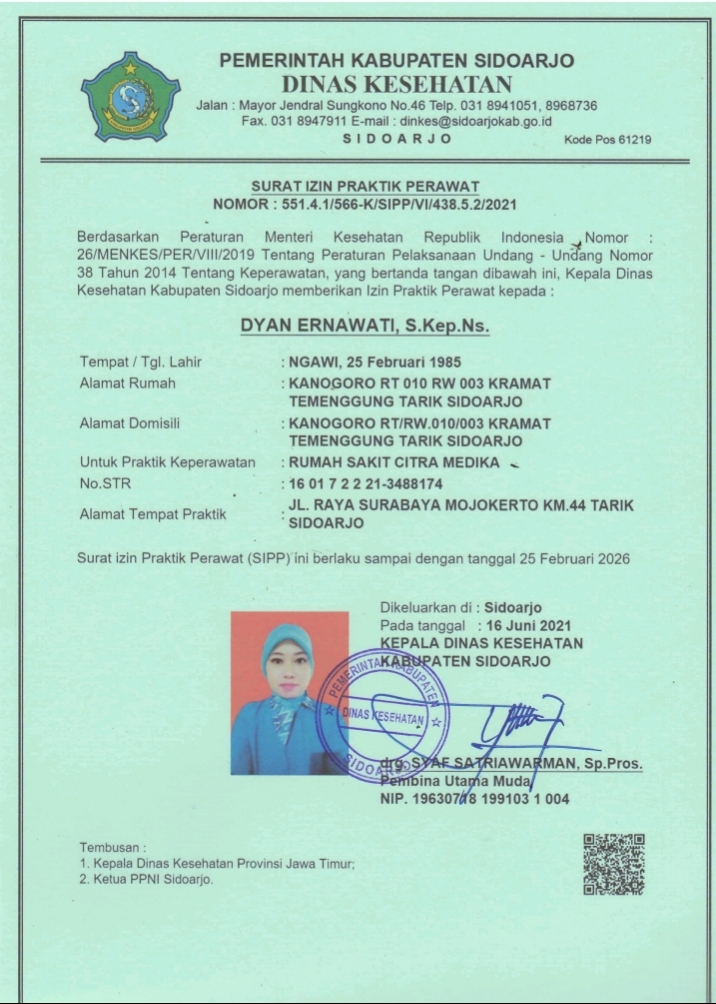 PEMERINTAH KABUPATEN SIDOARJO
DINAS KESEHATAN
Jalan : Mayor Jendral Sungkono No.46 Telp. 031 8941051, 8968736
Fax. 031 8947911 E-mail : dinkes@sidoarjokab.go.id
SIDOARJO Kode Pos 61219
SURAT IZIN PRAKTIK PERAWAT
NOMOR : 551.4.1/566-K/SIPP/VI/438.5.2/2021
Berdasarkan Peraturan Menteri Kesehatan Republik Indonesia Nomor :
26/MENKES/PER/VIII/2019 Tentang Peraturan Pelaksanaan Undang - Undang Nomor
38 Tahun 2014 Tentang Keperawatan, yang bertanda tangan dibawah ini, Kepala Dinas
Kesehatan Kabupaten Sidoarjo memberikan Izin Praktik Perawat kepada :
DYAN ERNAWATI, S.Kep.Ns.
Tempat / Tgl. Lahir : NGAWI, 25 Februari 1985
Alamat Rumah : KANOGORO RT 010 RW 003 KRAMAT
TEMENGGUNG TARIK SIDOARJO
Alamat Domisili : KANOGORO RT/RW.010/003 KRAMAT
TEMENGGUNG TARIK SIDOARJO
Untuk Praktik Keperawatan : RUMAH SAKIT CITRA MEDIKA
No.STR : 16 01 7 2 2 21-3488174
Alamat Tempat Praktik : JL. RAYA SURABAYA MOJOKERTO KM.44 TARIK
SIDOARJO
Surat izin Praktik Perawat (SIPP) ini berlaku sampai dengan tanggal 25 Februari 2026
Dikeluarkan di : Sidoarjo
Pada tanggal : 16 Juni 2021
KEPALA DINAS KESEHATAN
KABUPATEN SIDOARJO
PEMERINTAH KABUPATEN
DINAS KESEHATAN
SIDOARJO
drg. SYAF SATRIAWARMAN, Sp.Pros.
Pembina Utama Muda
NIP. 19630718 199103 1 004
Tembusan :
1. Kepala Dinas Kesehatan Provinsi Jawa Timur;
2. Ketua PPNI Sidoarjo.